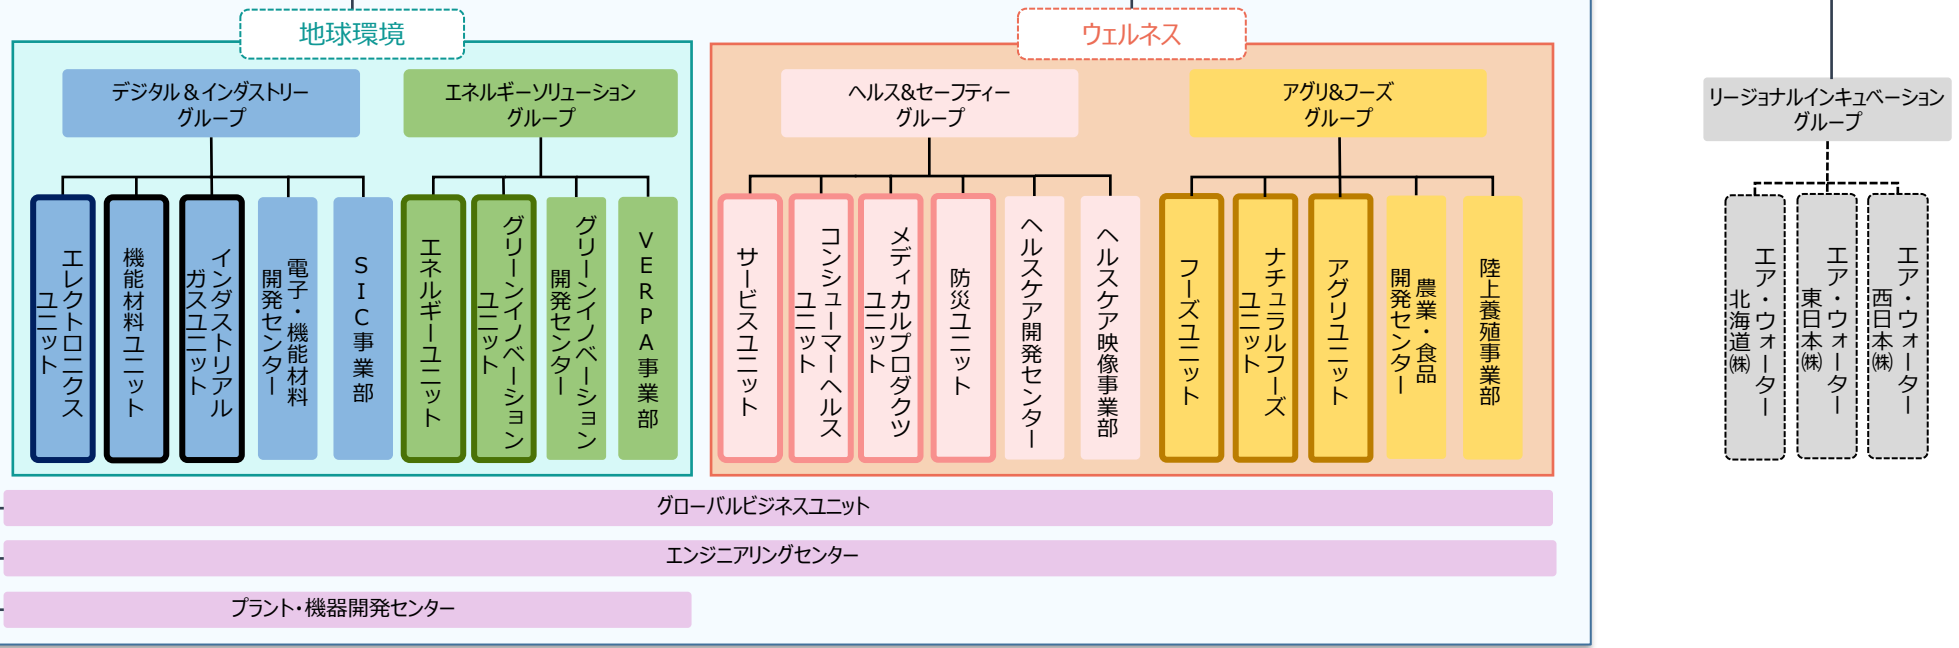 地球環境
ウェルネス
デジタル＆インダストリー
グループ
エネルギーソリューション
グループ
ヘルス&セーフティー
グループ
アグリ&フーズ
グループ
リージョナルインキュベーション
グループ
エレクトロニクス
ユニット
機能材料ユニット
インダストリアル
ガスユニット
電子・機能材料
開発センター
ＳＩＣ事業部
エネルギーユニット
グリーンイノベーション
ユニット
グリーンイノベーション
開発センター
ＶＥＲＰＡ事業部
サービスユニット
コンシューマーヘルス
ユニット
メディカルプロダクツ
ユニット
防災ユニット
ヘルスケア開発センター
ヘルスケア映像事業部
フーズユニット
ナチュラルフーズ
ユニット
アグリユニット
農業・食品
開発センター
陸上養殖事業部
エア・ウォーター
北海道㈱
エア・ウォーター
東日本㈱
エア・ウォーター
西日本㈱
グローバルビジネスユニット
エンジニアリングセンター
プラント・機器開発センター